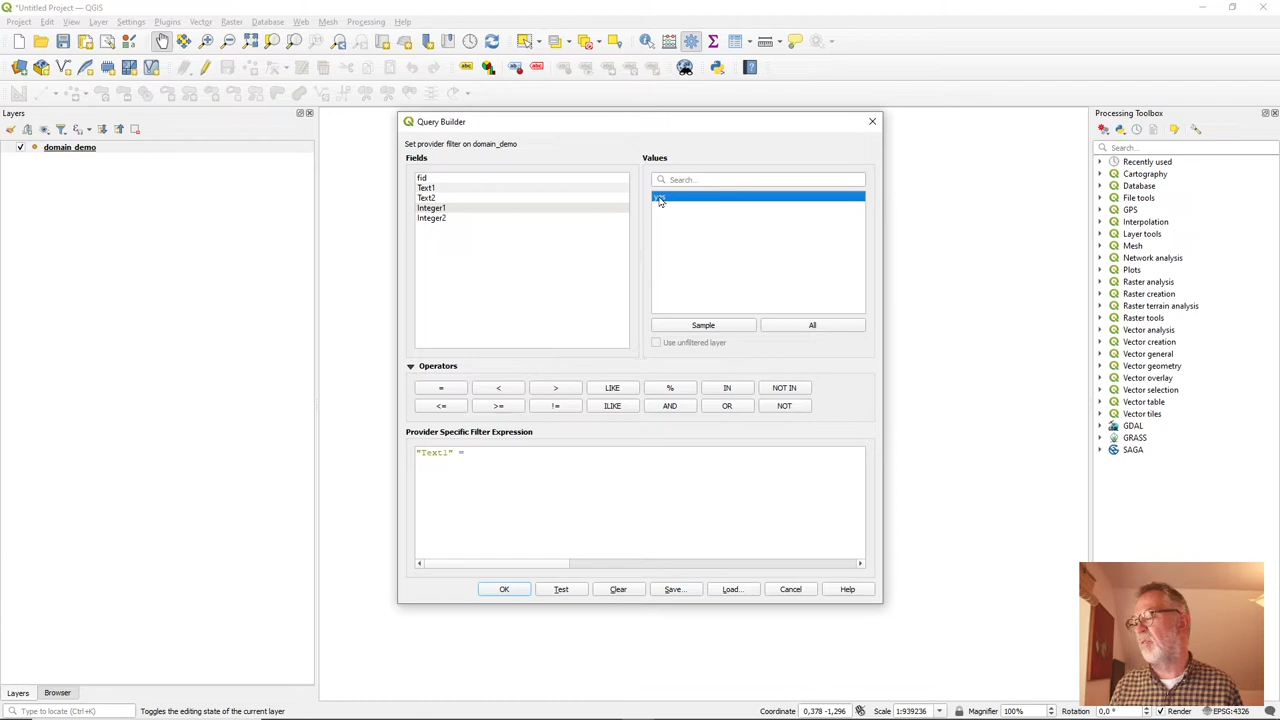 *Untitled Project — QGIS
Project Edit View Layer Settings Plugins Vector Raster Database Web Mesh Processing Help
Layers
domain_demo
Query Builder
Set provider filter on domain_demo
Fields
fid
Text1
Text2
Integer1
Integer2
Values
Search...
Sample All
Use unfiltered layer
Operators
= < > LIKE % IN NOT IN
<= >= != ILIKE AND OR NOT
Provider Specific Filter Expression
"Text1" =
OK Test Clear Save... Load... Cancel Help
Processing Toolbox
Search...
Recently used
Cartography
Database
File tools
GPS
Interpolation
Layer tools
Mesh
Network analysis
Plots
Raster analysis
Raster creation
Raster terrain analysis
Raster tools
Vector analysis
Vector creation
Vector general
Vector geometry
Vector overlay
Vector selection
Vector table
Vector tiles
GDAL
GRASS
SAGA
Layers Browser
Type to locate (Ctrl+K) Toggles the editing state of the current layer Coordinate 0,378 -1,296 Scale 1:939236 Magnifier 100% Rotation 0,0 ° Render EPSG:4326